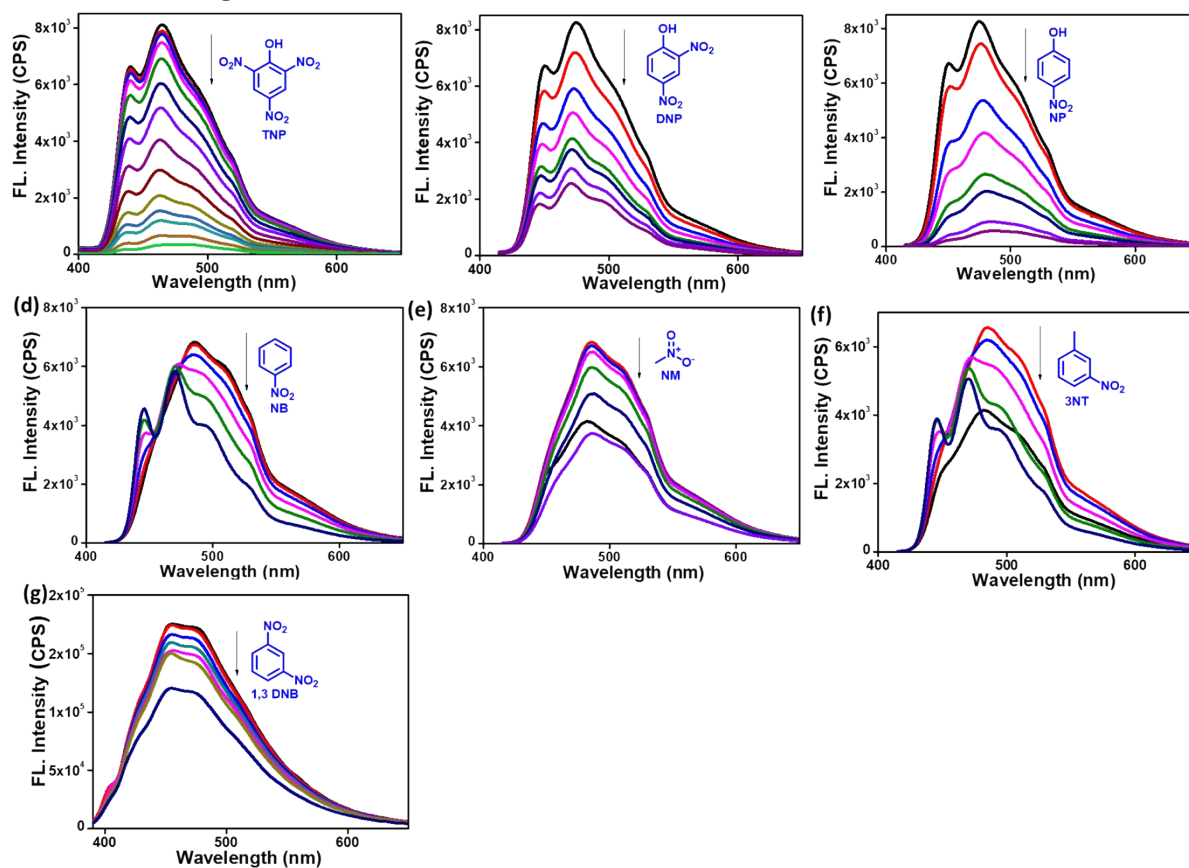 FL. Intensity (CPS)
8x10³
6x10³
4x10³
2x10³
0
400
500
600
Wavelength (nm)
OH
NO₂
NO₂
NO₂
TNP
FL. Intensity (CPS)
8x10³
6x10³
4x10³
2x10³
0
400
500
600
Wavelength (nm)
OH
NO₂
NO₂
DNP
FL. Intensity (CPS)
8x10³
6x10³
4x10³
2x10³
0
400
500
600
Wavelength (nm)
OH
NO₂
NP
(d)
FL. Intensity (CPS)
8x10³
6x10³
4x10³
2x10³
0
400
500
600
Wavelength (nm)
NO₂
NB
(e)
FL. Intensity (CPS)
8x10³
6x10³
4x10³
2x10³
0
400
500
600
Wavelength (nm)
O
N⁺
O⁻
NM
(f)
FL. Intensity (CPS)
6x10³
4x10³
2x10³
0
400
500
600
Wavelength (nm)
NO₂
3NT
(g)
FL. Intensity (CPS)
2x10⁵
2x10⁵
1x10⁵
5x10⁴
0
400
500
600
Wavelength (nm)
NO₂
NO₂
1,3 DNB